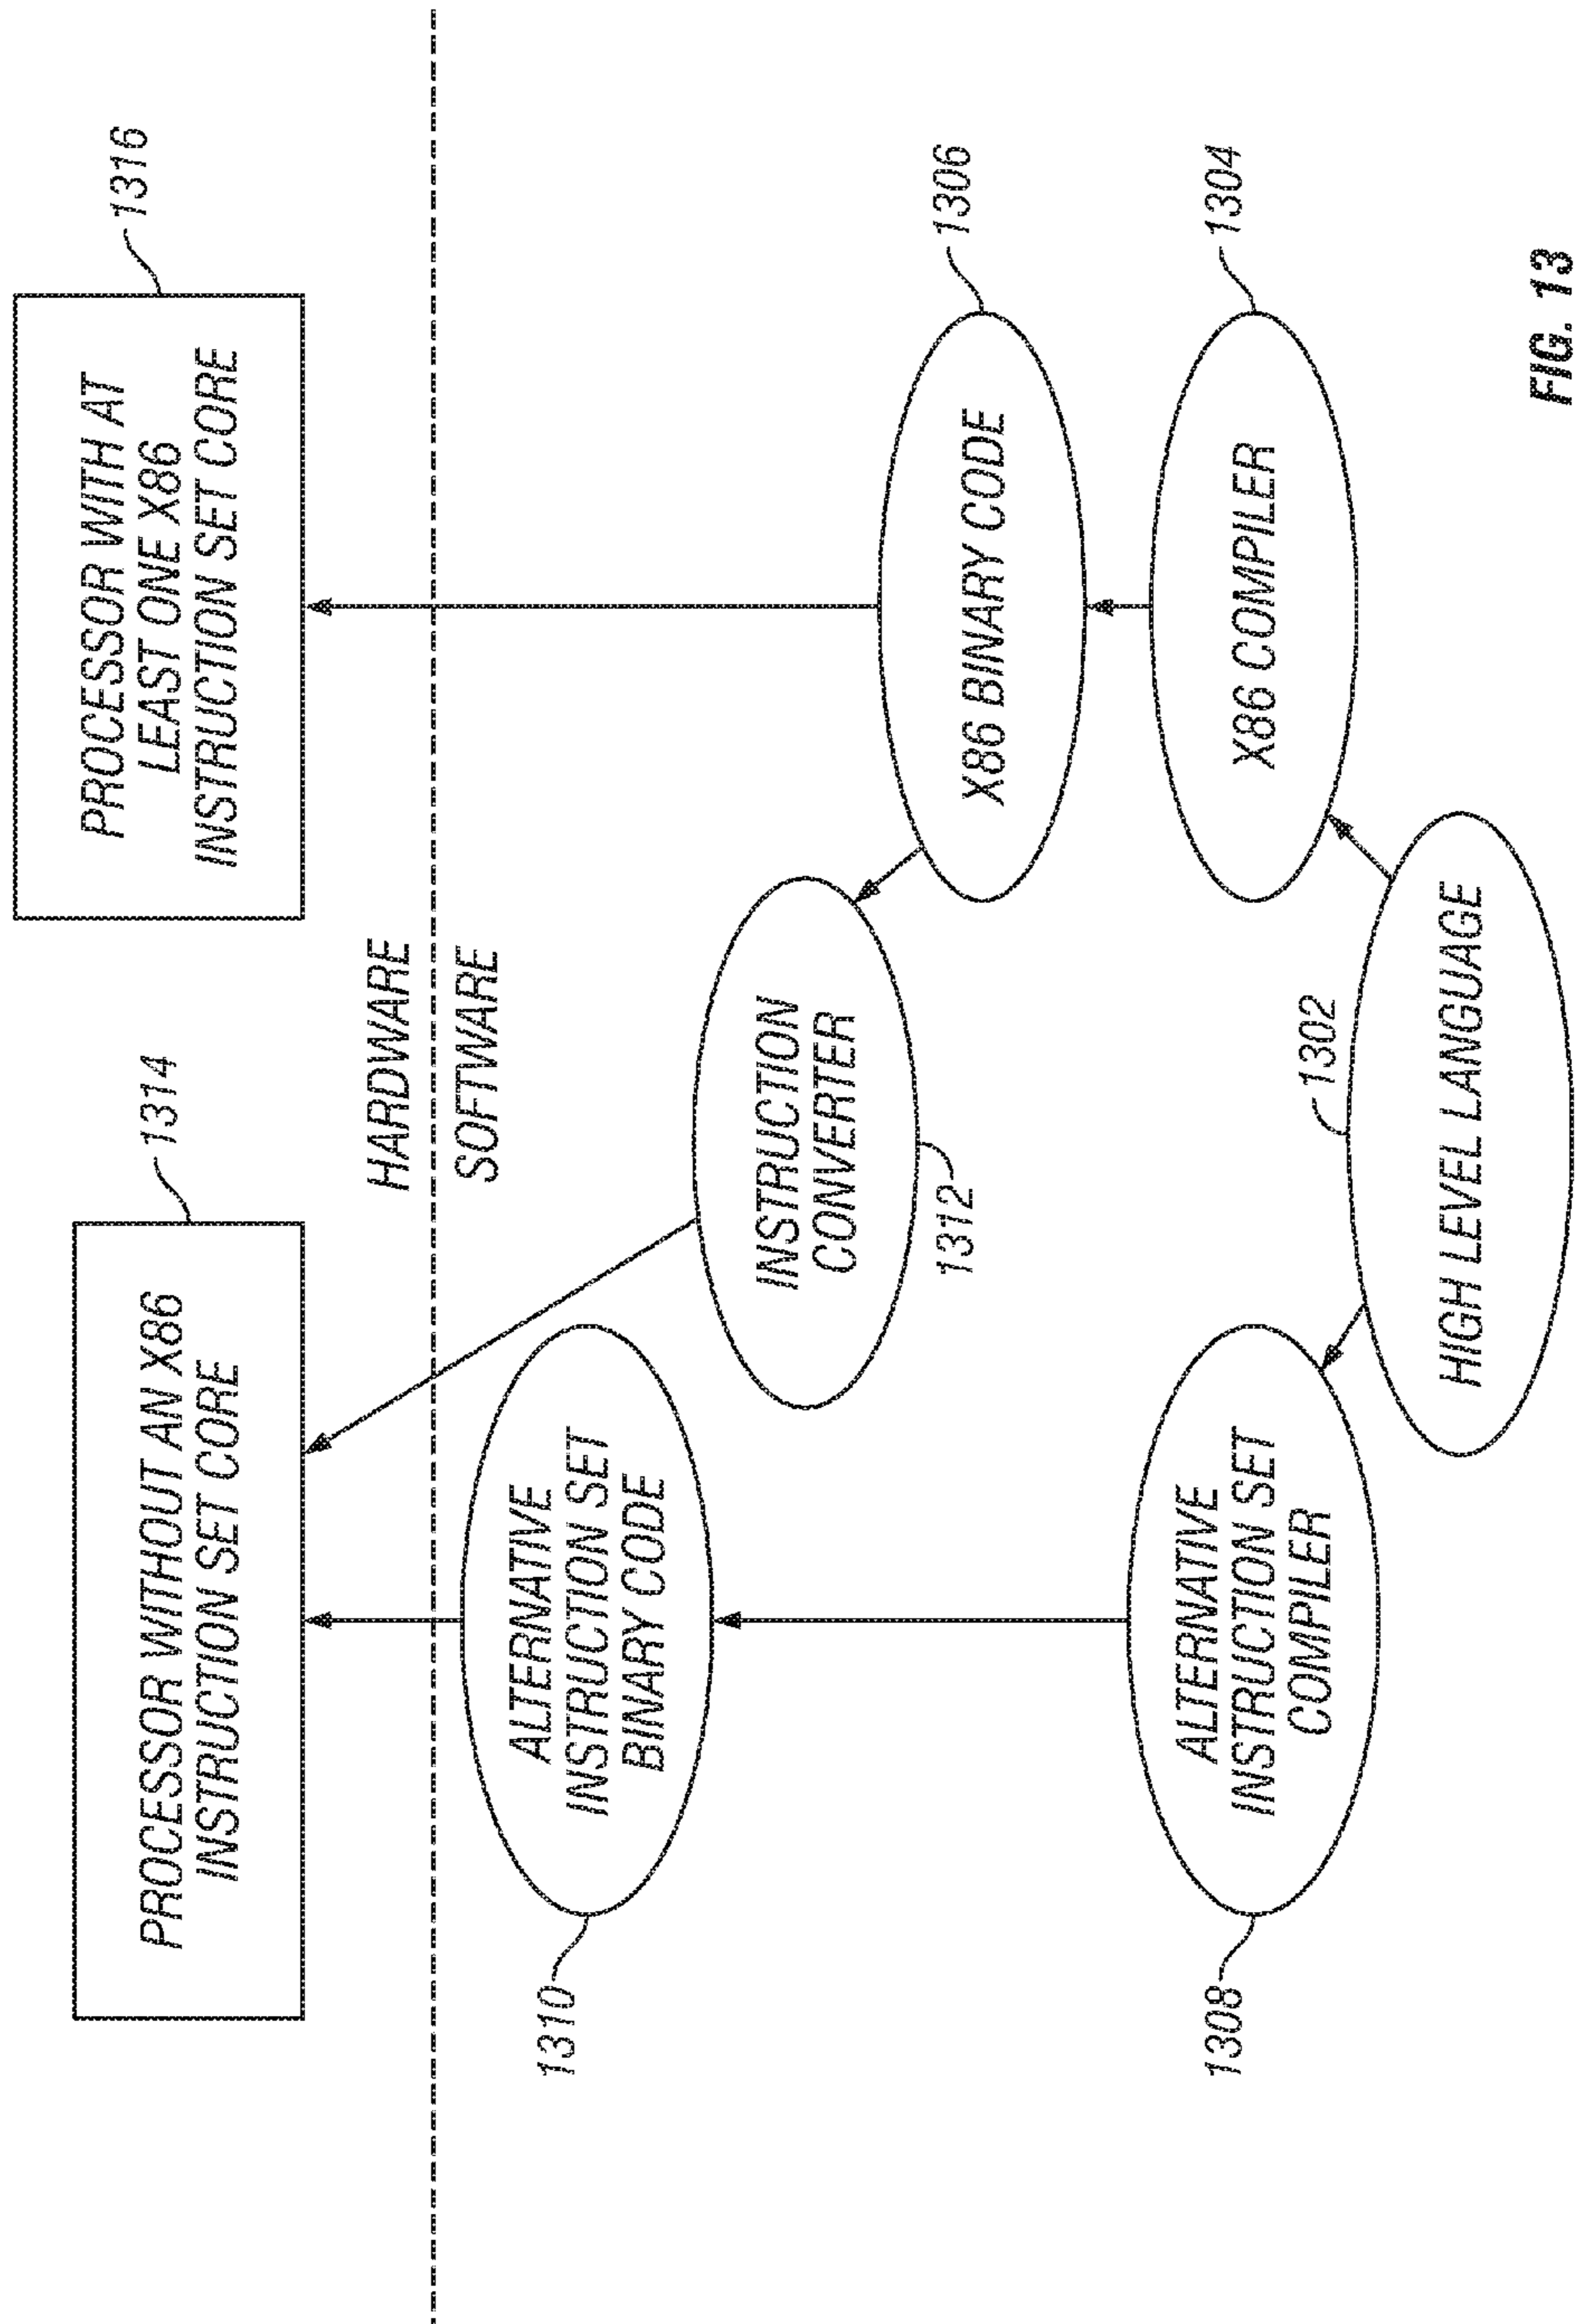 PROCESSOR WITHOUT AN X86
INSTRUCTION SET CORE
1314
PROCESSOR WITH AT
LEAST ONE X86
INSTRUCTION SET CORE
1316
HARDWARE
SOFTWARE
1310
ALTERNATIVE
INSTRUCTION SET
BINARY CODE
INSTRUCTION
CONVERTER
1312
X86 BINARY CODE
1306
1308
ALTERNATIVE
INSTRUCTION SET
COMPILER
X86 COMPILER
1304
1302
HIGH LEVEL LANGUAGE
FIG. 13